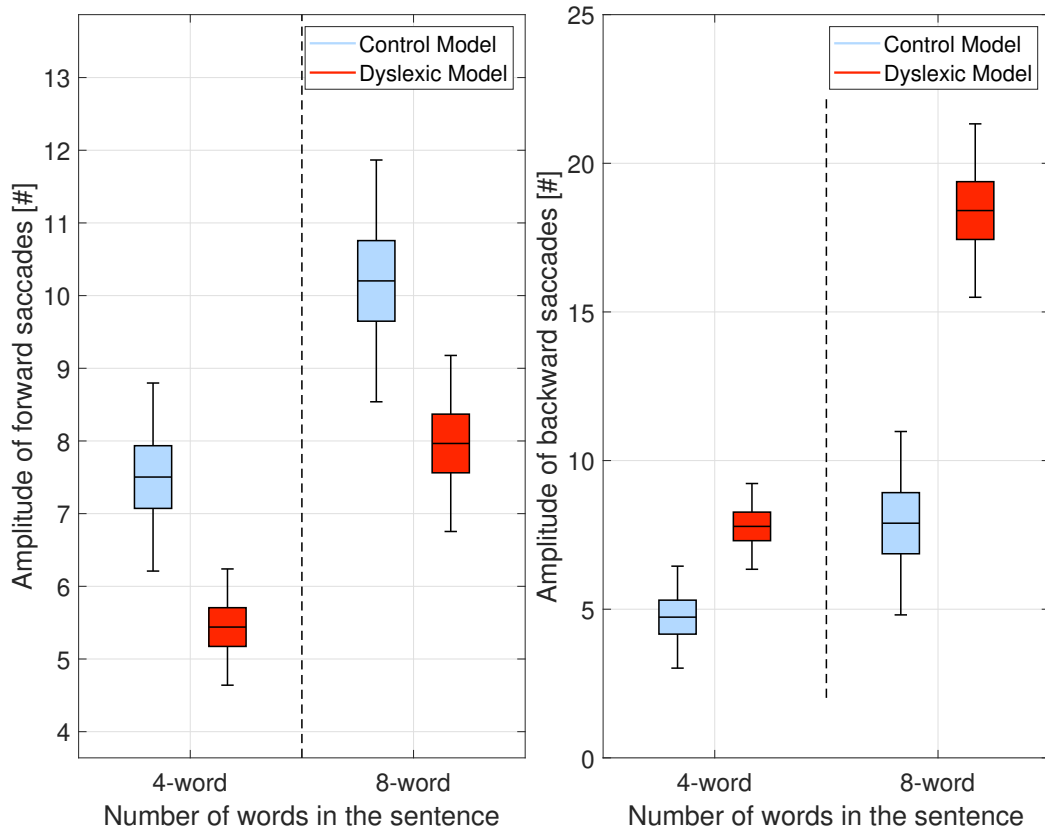 Control Model
Dyslexic Model
13
12
11
10
9
8
7
6
5
4
Amplitude of forward saccades [#]
4-word
8-word
Number of words in the sentence
Control Model
Dyslexic Model
25
20
15
10
5
0
Amplitude of backward saccades [#]
4-word
8-word
Number of words in the sentence